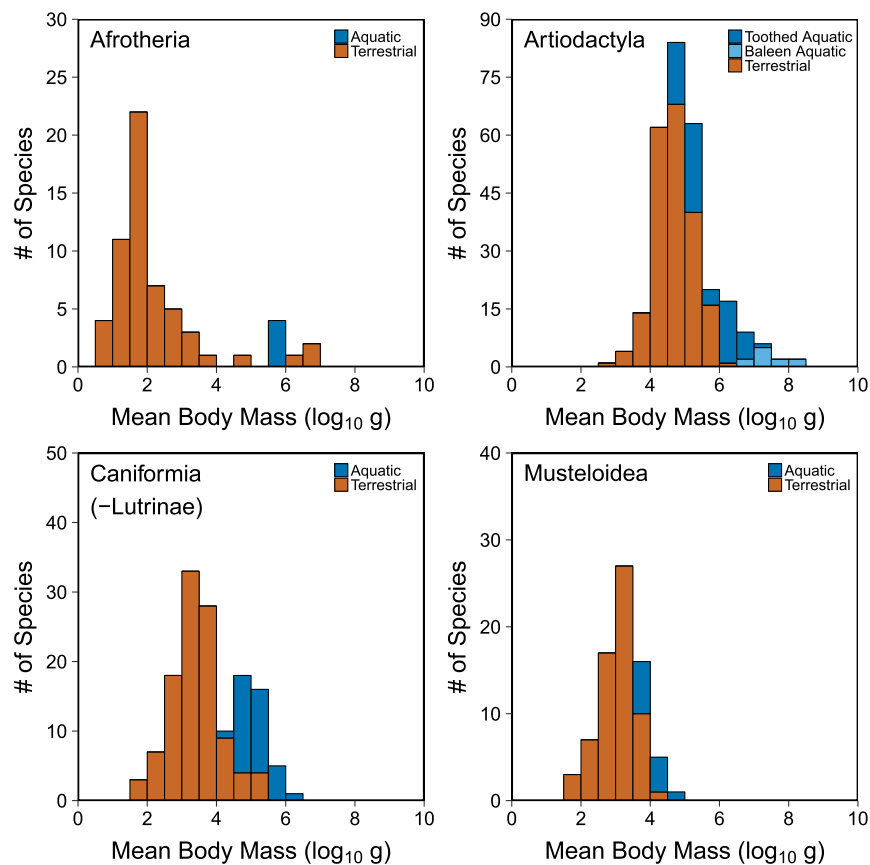 Afrotheria
Aquatic
Terrestrial
# of Species
30
25
20
15
10
5
0
0 2 4 6 8 10
Mean Body Mass (log₁₀ g)
Artiodactyla
Toothed Aquatic
Baleen Aquatic
Terrestrial
# of Species
90
75
60
45
30
15
0
0 2 4 6 8 10
Mean Body Mass (log₁₀ g)
Caniformia
(−Lutrinae)
Aquatic
Terrestrial
# of Species
50
40
30
20
10
0
0 2 4 6 8 10
Mean Body Mass (log₁₀ g)
Musteloidea
Aquatic
Terrestrial
# of Species
40
30
20
10
0
0 2 4 6 8 10
Mean Body Mass (log₁₀ g)